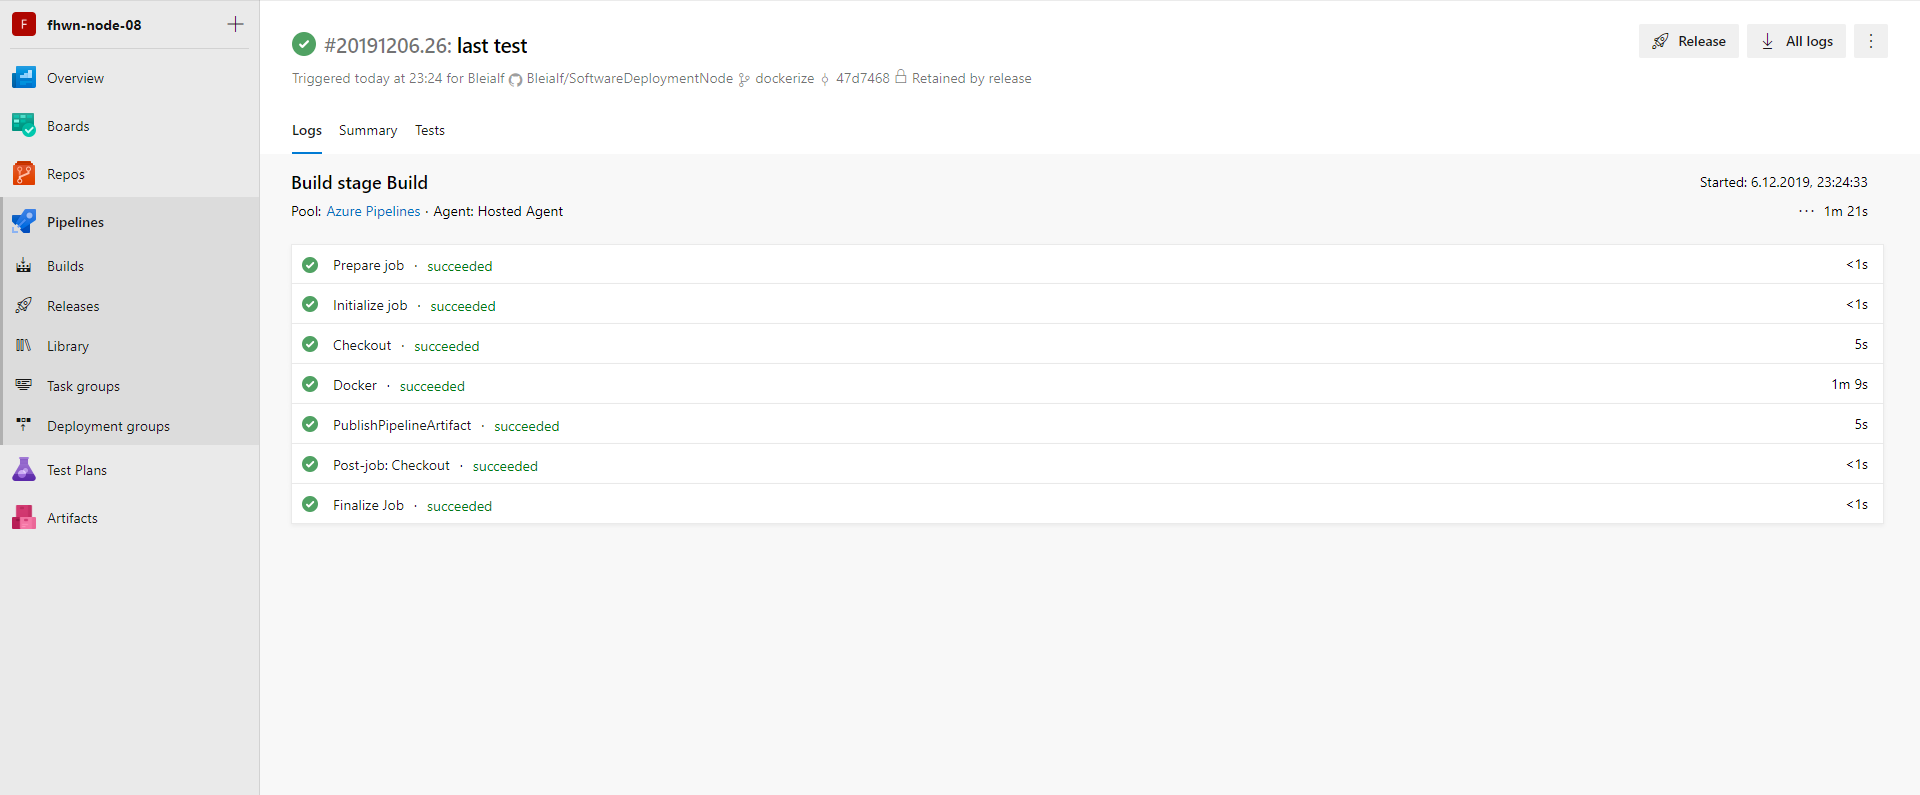 F fhwn-node-08
Overview
Boards
Repos
Pipelines
Builds
Releases
Library
Task groups
Deployment groups
Test Plans
Artifacts
#20191206.26: last test
Triggered today at 23:24 for Bleialf Bleialf/SoftwareDeploymentNode dockerize 47d7468 Retained by release
Release All logs
Logs Summary Tests
Build stage Build
Started: 6.12.2019, 23:24:33
Pool: Azure Pipelines · Agent: Hosted Agent
··· 1m 21s
Prepare job · succeeded <1s
Initialize job · succeeded <1s
Checkout · succeeded 5s
Docker · succeeded 1m 9s
PublishPipelineArtifact · succeeded 5s
Post-job: Checkout · succeeded <1s
Finalize Job · succeeded <1s